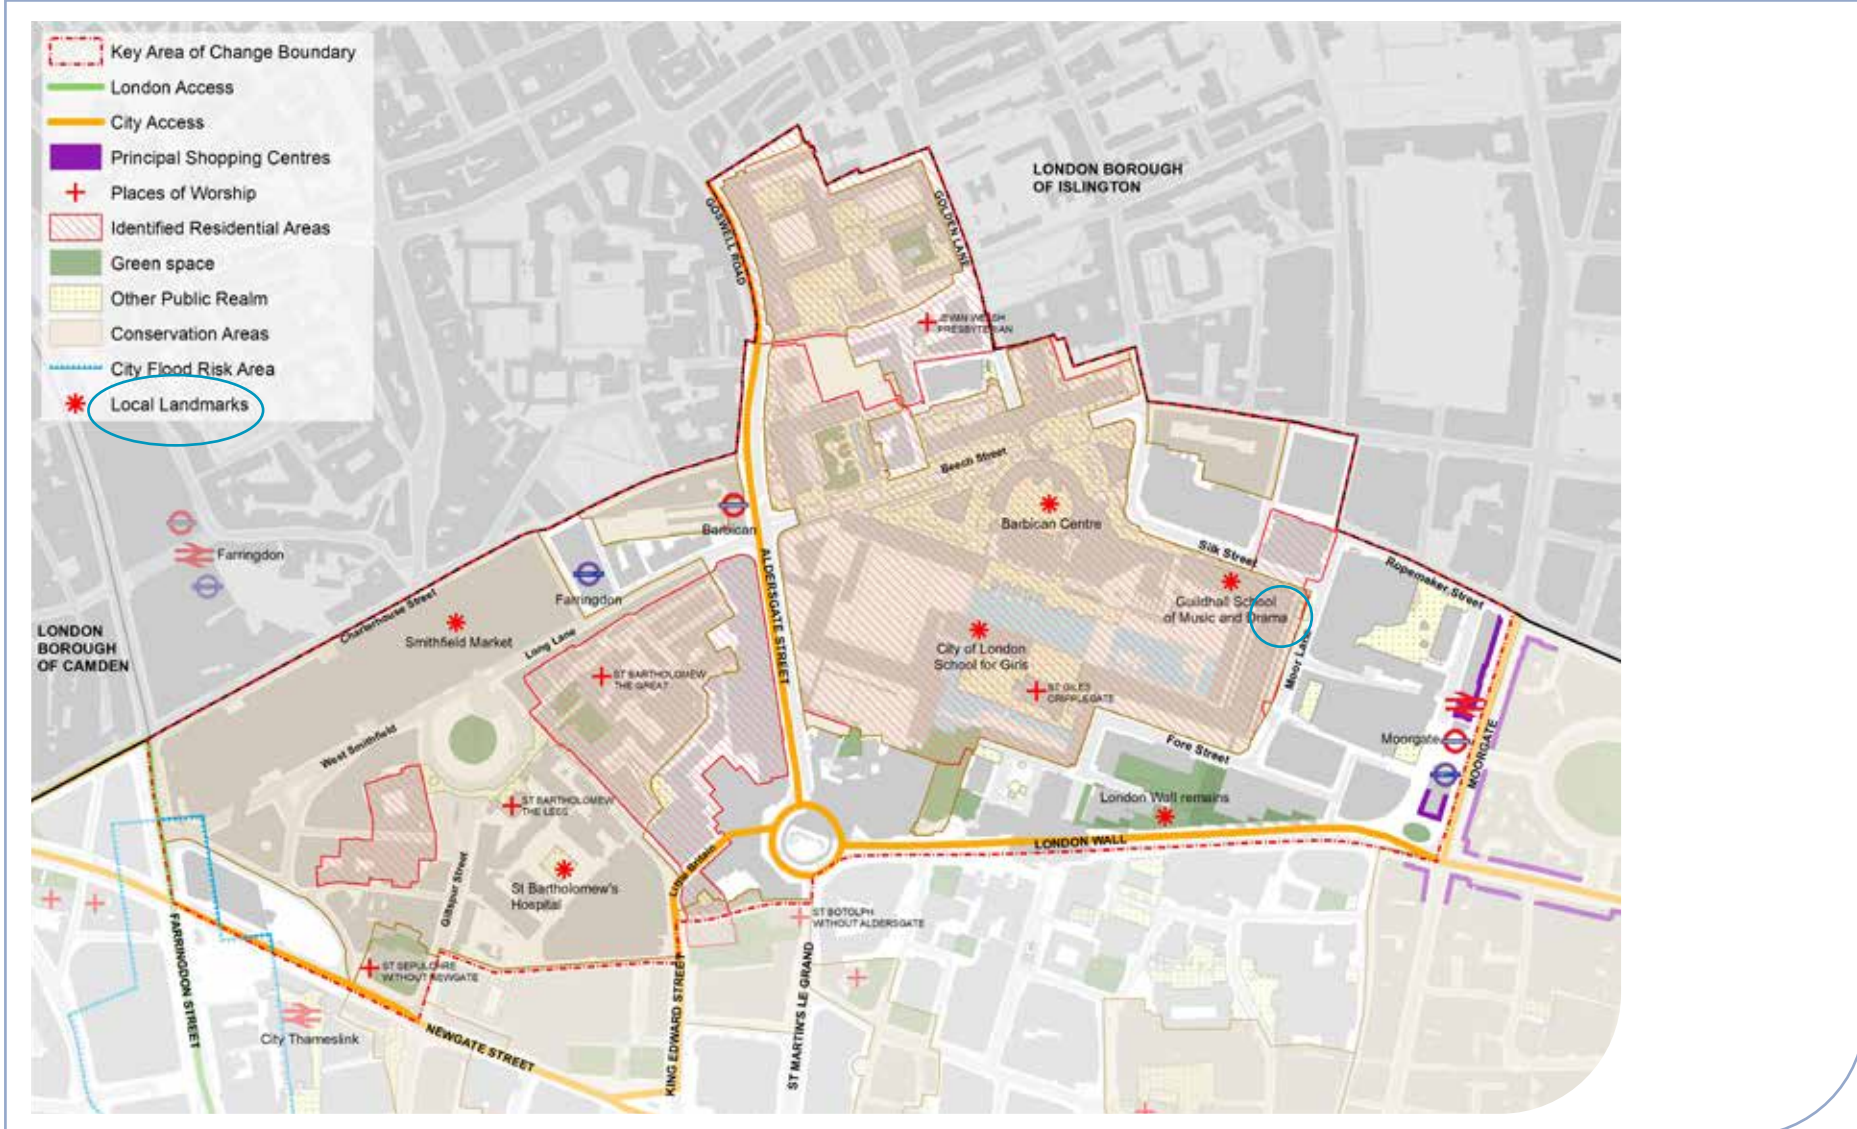 Key Area of Change Boundary
London Access
City Access
Principal Shopping Centres
Places of Worship
Identified Residential Areas
Green space
Other Public Realm
Conservation Areas
City Flood Risk Area
Local Landmarks
LONDON BOROUGH
OF ISLINGTON
GOSWELL ROAD
GOLDEN LANE
JEWIN WELSH
PRESBYTERIAN
Beech Street
Barbican
Barbican Centre
Silk Street
Ropemaker Street
Farringdon
Farringdon
Charterhouse Street
Smithfield Market
Long Lane
ALDERSGATE STREET
Guildhall School
of Music and Drama
LONDON
BOROUGH
OF CAMDEN
City of London
School for Girls
Moor Lane
ST BARTHOLOMEW
THE GREAT
ST GILES
CRIPPLEGATE
West Smithfield
Fore Street
Moorgate
MOORGATE
ST BARTHOLOMEW
THE LESS
London Wall remains
LONDON WALL
Little Britain
Giltspur Street
St Bartholomew's
Hospital
ST BOTOLPH
WITHOUT ALDERSGATE
FARRINGDON STREET
ST SEPULCHRE
WITHOUT NEWGATE
City Thameslink
NEWGATE STREET
KING EDWARD STREET
ST MARTIN'S LE GRAND